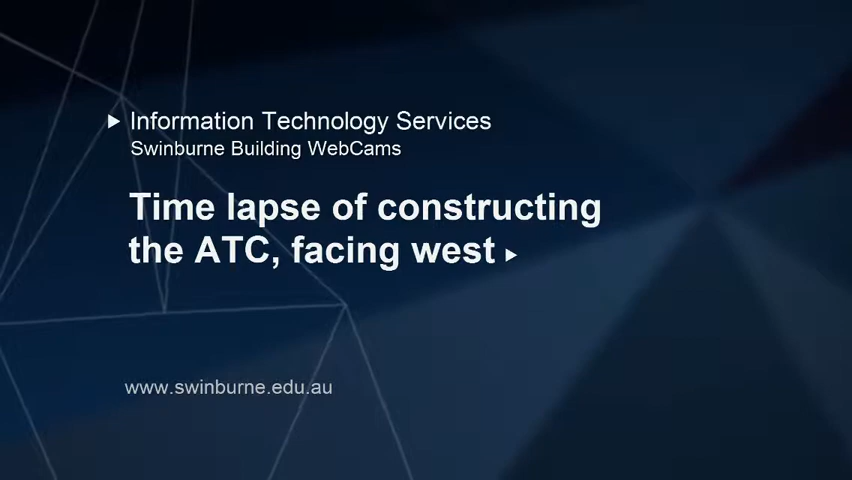 Information Technology Services
Swinburne Building WebCams
Time lapse of constructing
the ATC, facing west
www.swinburne.edu.au